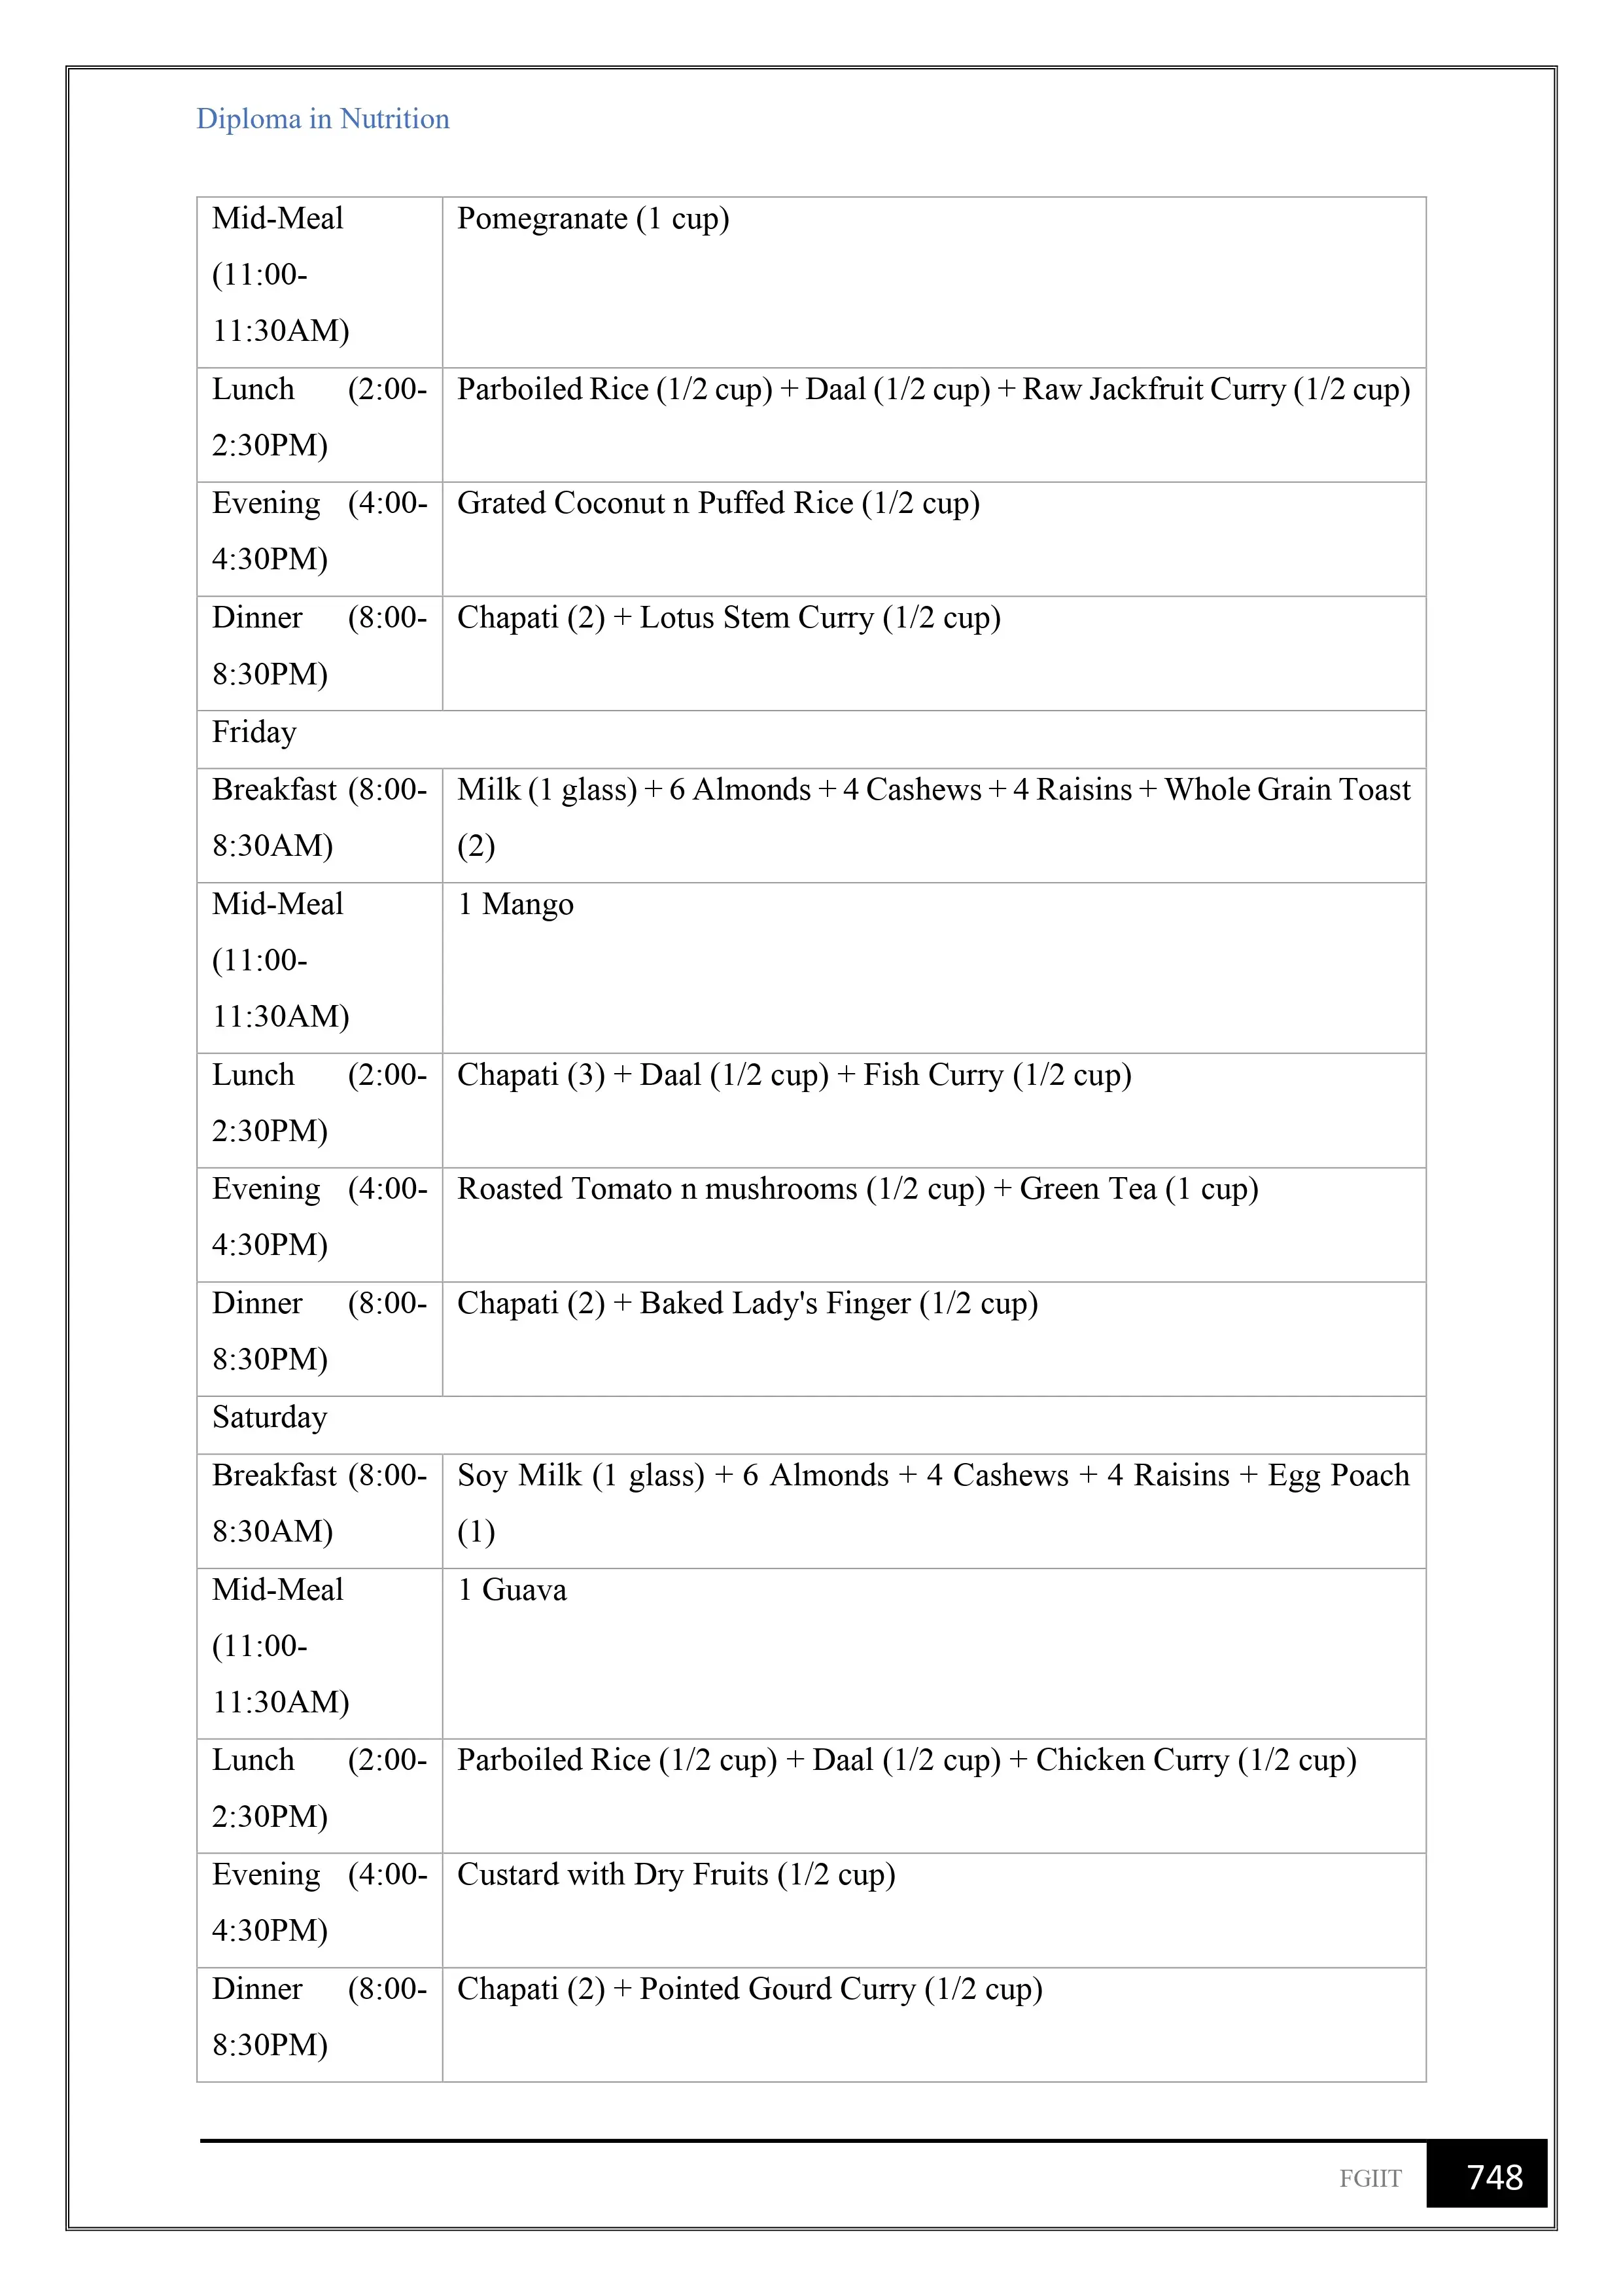 Diploma in Nutrition
Mid-Meal
(11:00-
11:30AM)
Pomegranate (1 cup)
Lunch (2:00-
2:30PM)
Parboiled Rice (1/2 cup) + Daal (1/2 cup) + Raw Jackfruit Curry (1/2 cup)
Evening (4:00-
4:30PM)
Grated Coconut n Puffed Rice (1/2 cup)
Dinner (8:00-
8:30PM)
Chapati (2) + Lotus Stem Curry (1/2 cup)
Friday
Breakfast (8:00-
8:30AM)
Milk (1 glass) + 6 Almonds + 4 Cashews + 4 Raisins + Whole Grain Toast
(2)
Mid-Meal
(11:00-
11:30AM)
1 Mango
Lunch (2:00-
2:30PM)
Chapati (3) + Daal (1/2 cup) + Fish Curry (1/2 cup)
Evening (4:00-
4:30PM)
Roasted Tomato n mushrooms (1/2 cup) + Green Tea (1 cup)
Dinner (8:00-
8:30PM)
Chapati (2) + Baked Lady's Finger (1/2 cup)
Saturday
Breakfast (8:00-
8:30AM)
Soy Milk (1 glass) + 6 Almonds + 4 Cashews + 4 Raisins + Egg Poach
(1)
Mid-Meal
(11:00-
11:30AM)
1 Guava
Lunch (2:00-
2:30PM)
Parboiled Rice (1/2 cup) + Daal (1/2 cup) + Chicken Curry (1/2 cup)
Evening (4:00-
4:30PM)
Custard with Dry Fruits (1/2 cup)
Dinner (8:00-
8:30PM)
Chapati (2) + Pointed Gourd Curry (1/2 cup)
FGIIT 748